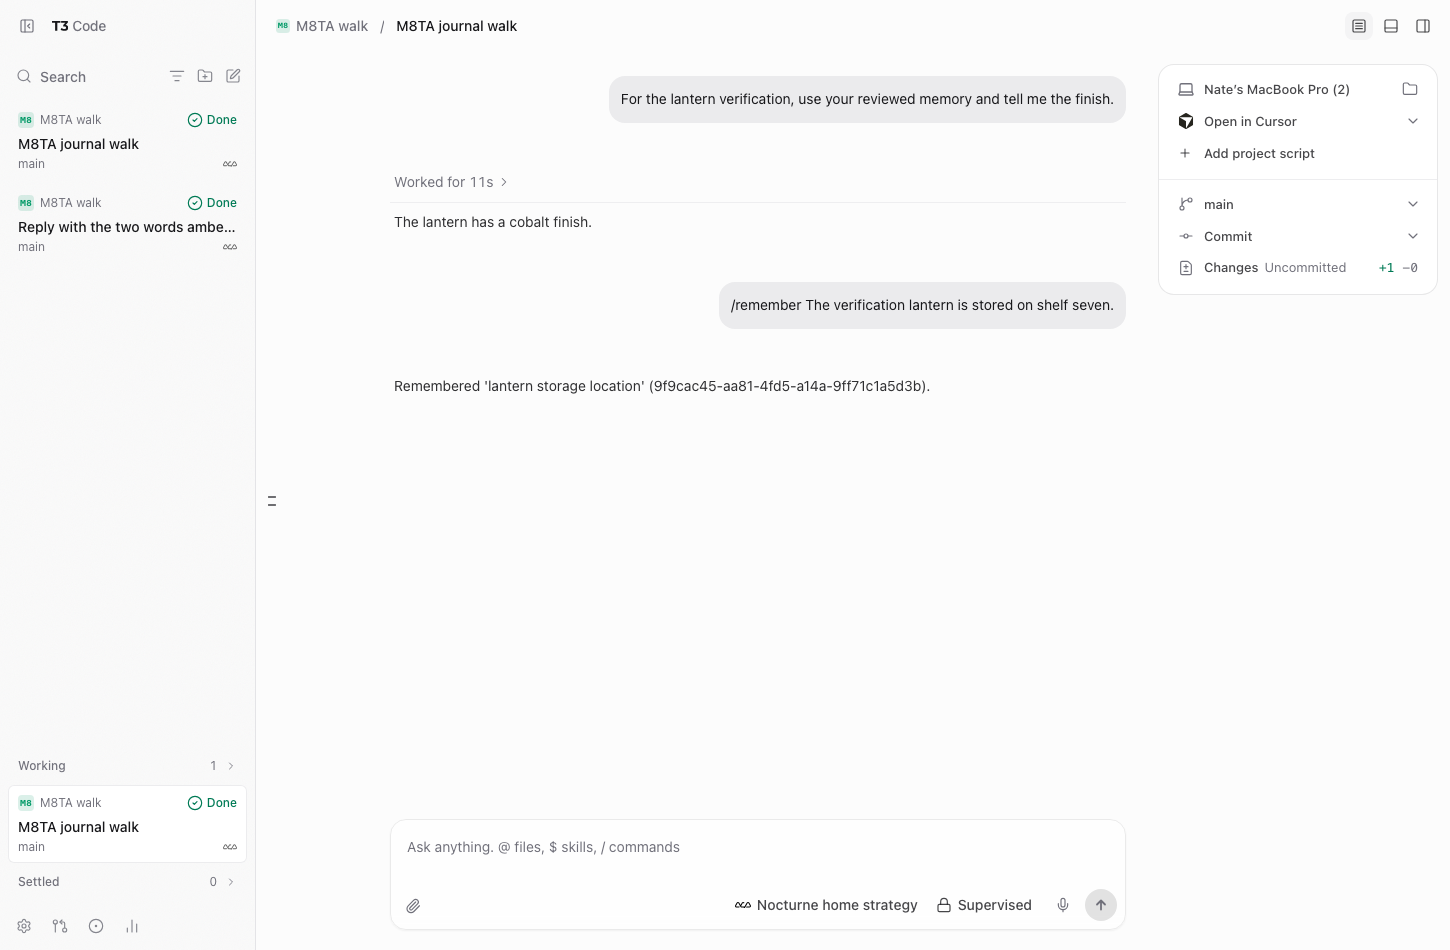 T3 Code
Search
M8 M8TA walk Done
M8TA journal walk
main
M8 M8TA walk Done
Reply with the two words ambe...
main
Working 1
M8 M8TA walk Done
M8TA journal walk
main
Settled 0
M8 M8TA walk / M8TA journal walk
For the lantern verification, use your reviewed memory and tell me the finish.
Worked for 11s
The lantern has a cobalt finish.
/remember The verification lantern is stored on shelf seven.
Remembered 'lantern storage location' (9f9cac45-aa81-4fd5-a14a-9ff71c1a5d3b).
Ask anything. @ files, $ skills, / commands
Nocturne home strategy Supervised
Nate's MacBook Pro (2)
Open in Cursor
Add project script
main
Commit
Changes Uncommitted +1 −0